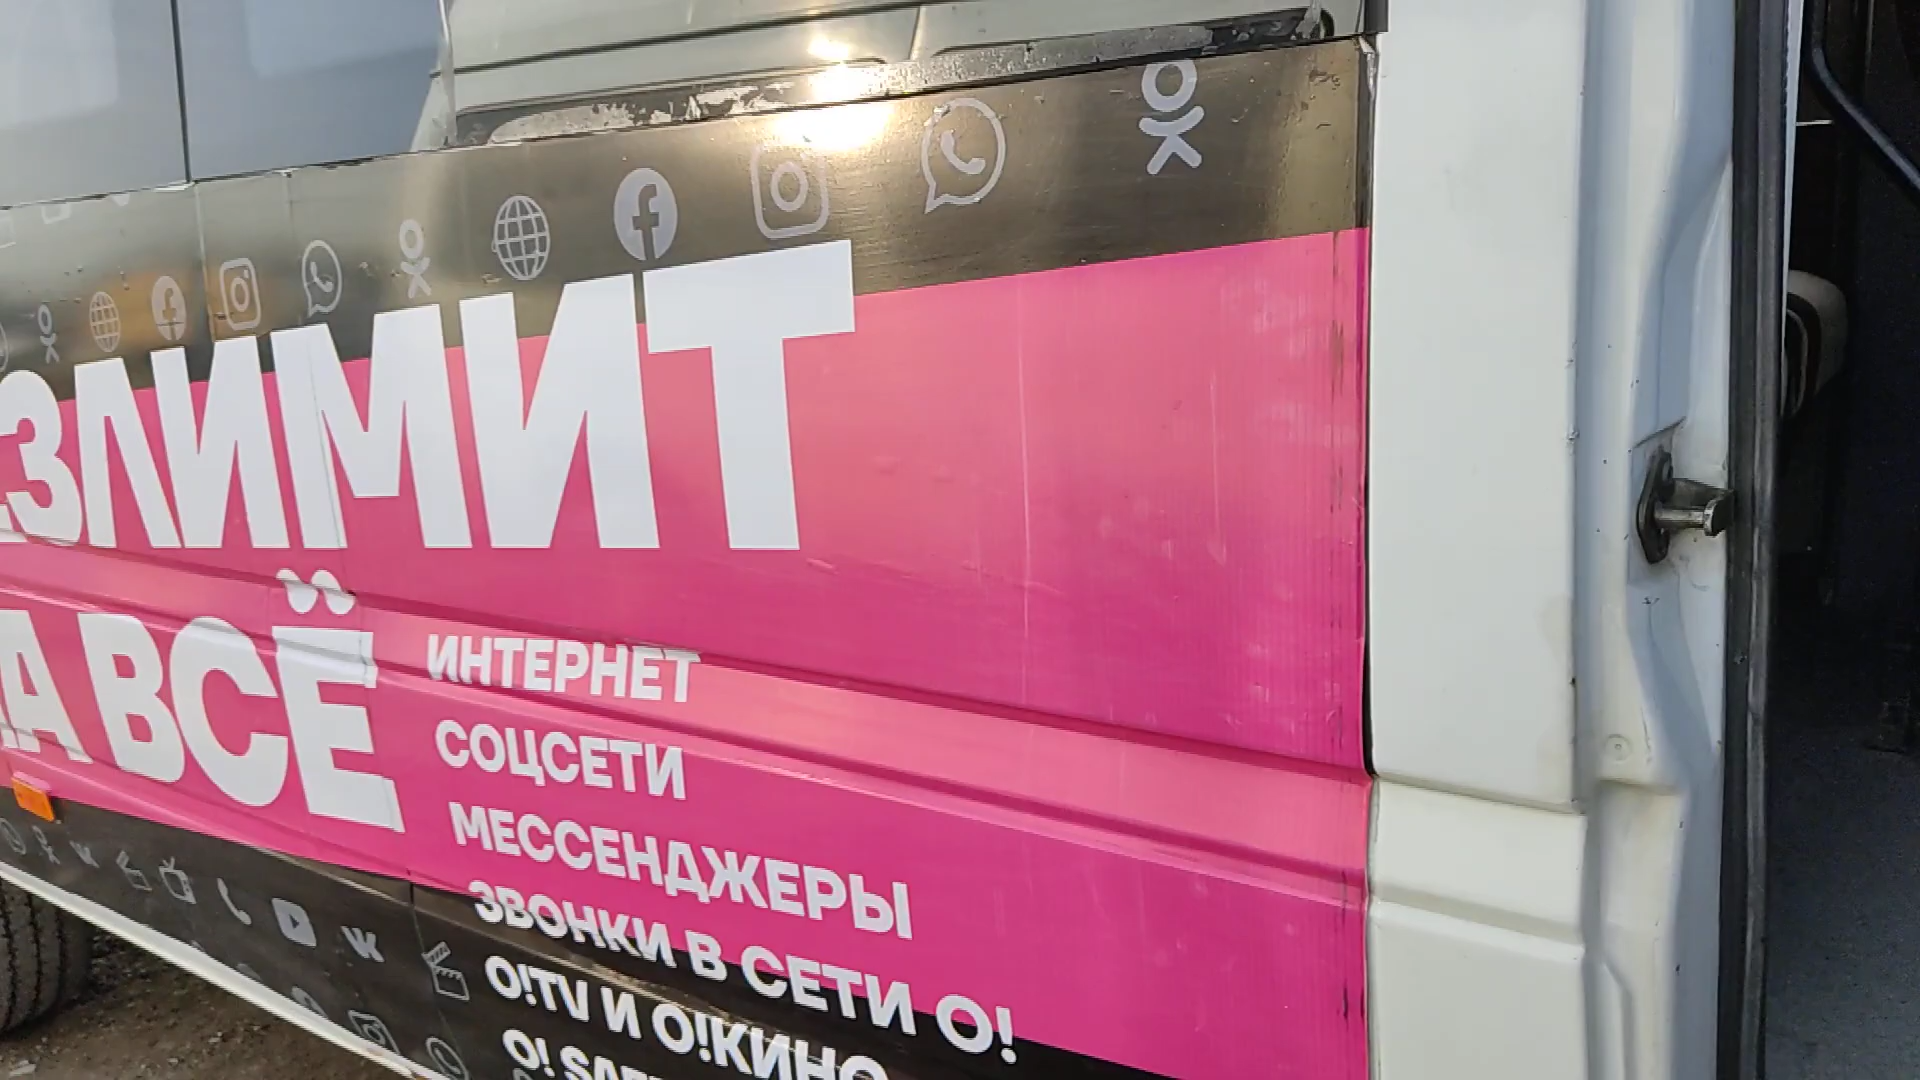 ЗЛИМИТ
А ВСЁ
ИНТЕРНЕТ
СОЦСЕТИ
МЕССЕНДЖЕРЫ
ЗВОНКИ В СЕТИ О!
O!TV И О!КИНО
O!